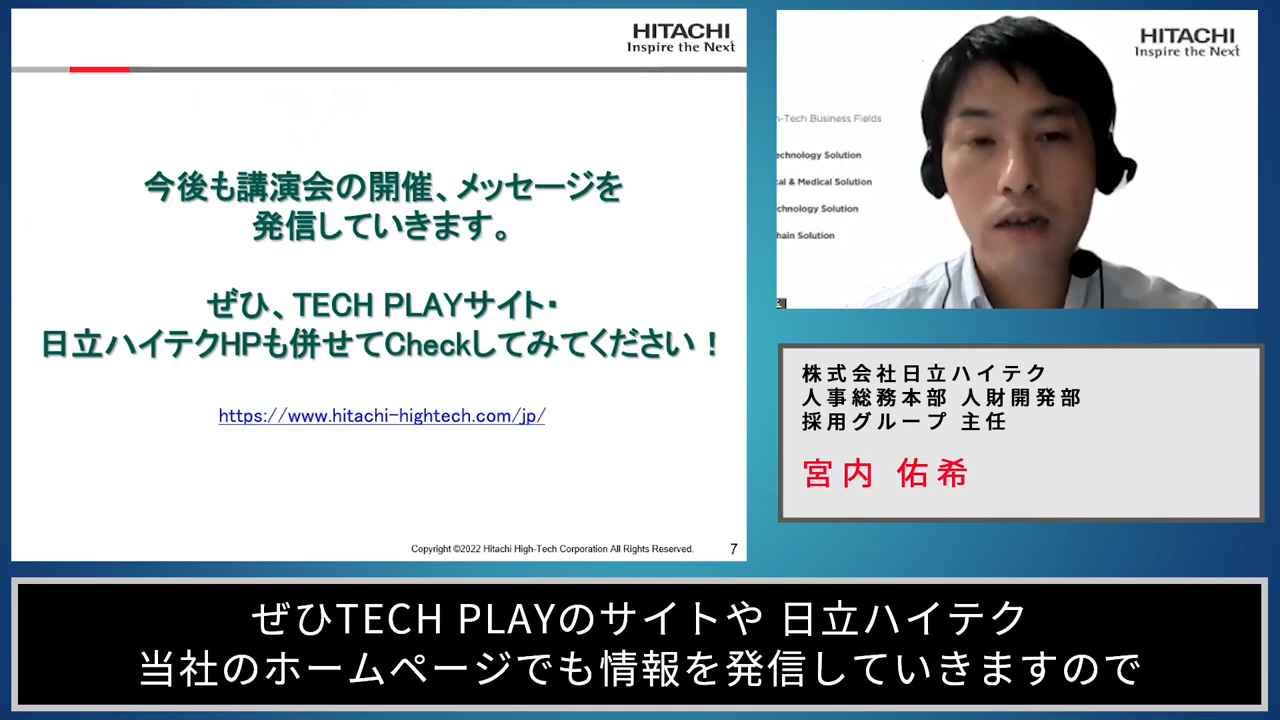 HITACHI
Inspire the Next
今後も講演会の開催、メッセージを
発信していきます。
ぜひ、TECH PLAYサイト・
日立ハイテクHPも併せてCheckしてみてください！
https://www.hitachi-hightech.com/jp/
Copyright ©2022 Hitachi High-Tech Corporation All Rights Reserved.
7
HITACHI
Inspire the Next
h-Tech Business Fields
echnology Solution
cal & Medical Solution
chnology Solution
hain Solution
株式会社日立ハイテク
人事総務本部 人財開発部
採用グループ 主任
宮内 佑希
ぜひTECH PLAYのサイトや 日立ハイテク
当社のホームページでも情報を発信していきますので